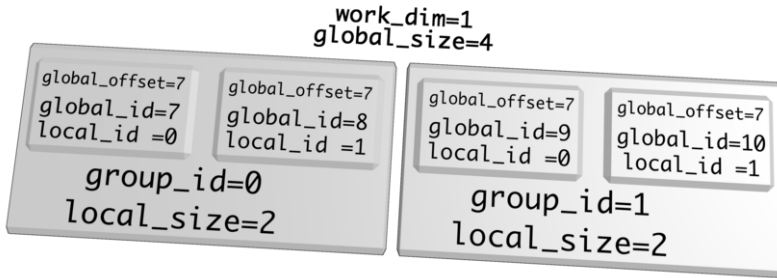 work_dim=1
global_size=4
global_offset=7
global_id=7
local_id =0
global_offset=7
global_id=8
local_id =1
group_id=0
local_size=2
global_offset=7
global_id=9
local_id =0
global_offset=7
global_id=10
local_id =1
group_id=1
local_size=2